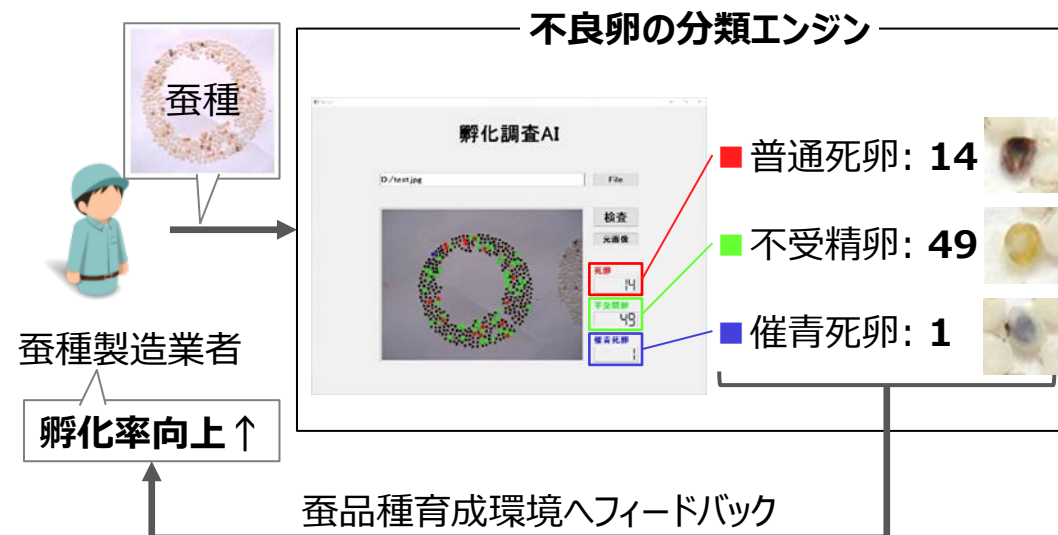 不良卵の分類エンジン
蚕種
孵化調査AI
D:/test.jpg
File
検査
元画像
死卵
14
不受精卵
49
催青死卵
1
■普通死卵: 14
■不受精卵: 49
■催青死卵: 1
蚕種製造業者
孵化率向上↑
蚕品種育成環境へフィードバック